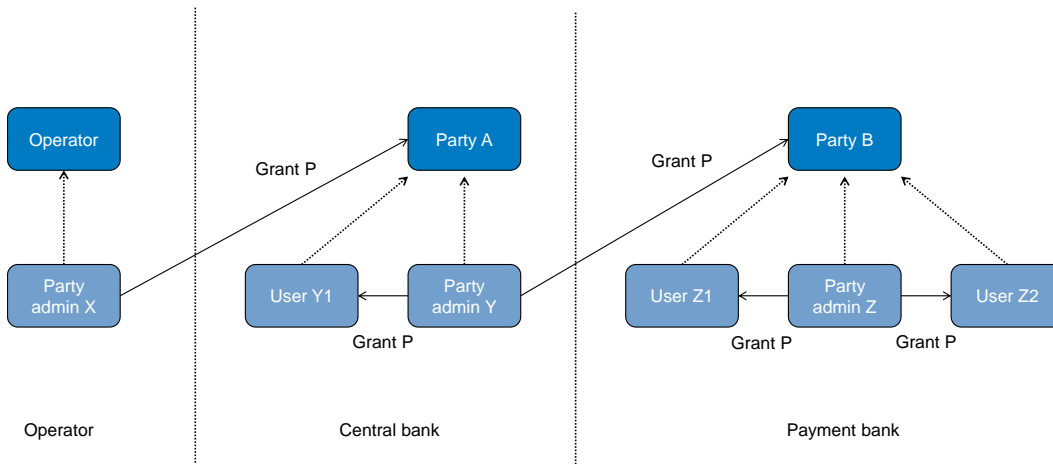 Operator
Party A
Party B
Grant P
Grant P
Party
admin X
User Y1
Party
admin Y
User Z1
Party
admin Z
User Z2
Grant P
Grant P
Grant P
Operator
Central bank
Payment bank